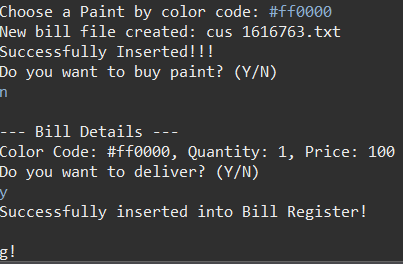 Choose a Paint by color code: #ff0000
New bill file created: cus 1616763.txt
Successfully Inserted!!!
Do you want to buy paint? (Y/N)
n
--- Bill Details ---
Color Code: #ff0000, Quantity: 1, Price: 100
Do you want to deliver? (Y/N)
y
Successfully inserted into Bill Register!
g!